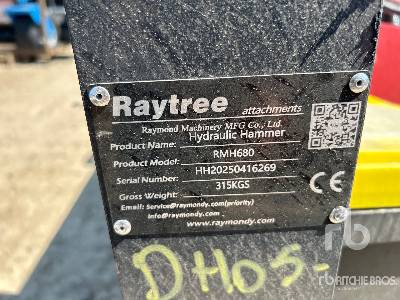 Raytree attachments
Raymond Machinery MFG Co., Ltd.
Product Name: Hydraulic Hammer
Product Model: RMH680
Serial Number: HH20250416269
Gross Weight: 315KGS
Email: Service@raymondy.com(priority)
info@raymondy.com
www.raymondy.com
CE
DH05-
rb
RITCHIE BROS.